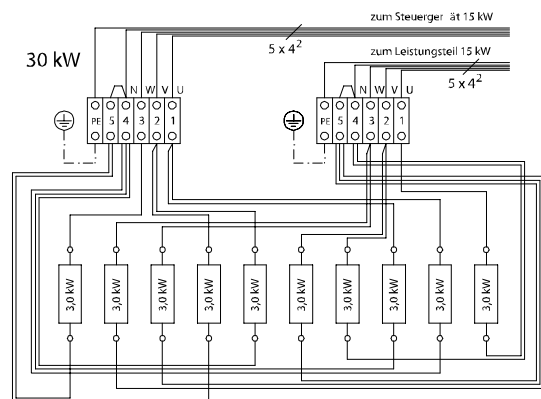 zum Steuerger ät 15 kW
5 x 4²
zum Leistungsteil 15 kW
5 x 4²
30 kW
N W V U
N W V U
PE 5 4 3 2 1
PE 5 4 3 2 1
3,0 kW 3,0 kW 3,0 kW 3,0 kW 3,0 kW 3,0 kW 3,0 kW 3,0 kW 3,0 kW 3,0 kW